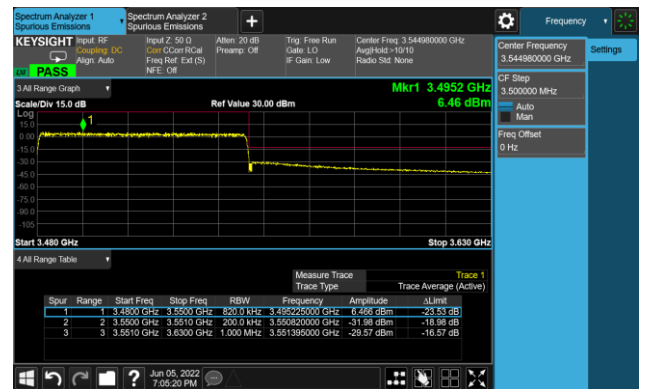 Spectrum Analyzer 1
Spurious Emissions
Spectrum Analyzer 2
Spurious Emissions
Frequency
KEYSIGHT
Input: RF
Coupling: DC
Align: Auto
Input Z: 50 Ω
Corr CCorr RCal
Freq Ref: Ext (S)
NFE: Off
Atten: 20 dB
Preamp: Off
Trig: Free Run
Gate: LO
IF Gain: Low
Center Freq: 3.544980000 GHz
Avg|Hold:>10/10
Radio Std: None
PASS
Center Frequency
3.544980000 GHz
Settings
CF Step
3.500000 MHz
Auto
Man
Freq Offset
0 Hz
3 All Range Graph
Mkr1 3.4952 GHz
Scale/Div 15.0 dB
Ref Value 30.00 dBm
6.46 dBm
Log
15.0
0.00
-15.0
-30.0
-45.0
-60.0
-75.0
-90.0
-105
1
Start 3.480 GHz
Stop 3.630 GHz
4 All Range Table
Measure Trace Trace 1
Trace Type Trace Average (Active)
Spur Range Start Freq Stop Freq RBW Frequency Amplitude ΔLimit
1 1 3.4800 GHz 3.5500 GHz 820.0 kHz 3.495225000 GHz 6.466 dBm -23.53 dB
2 2 3.5500 GHz 3.5510 GHz 200.0 kHz 3.550820000 GHz -31.98 dBm -18.98 dB
3 3 3.5510 GHz 3.6300 GHz 1.000 MHz 3.551395000 GHz -29.57 dBm -16.57 dB
Jun 05, 2022
7:05:20 PM